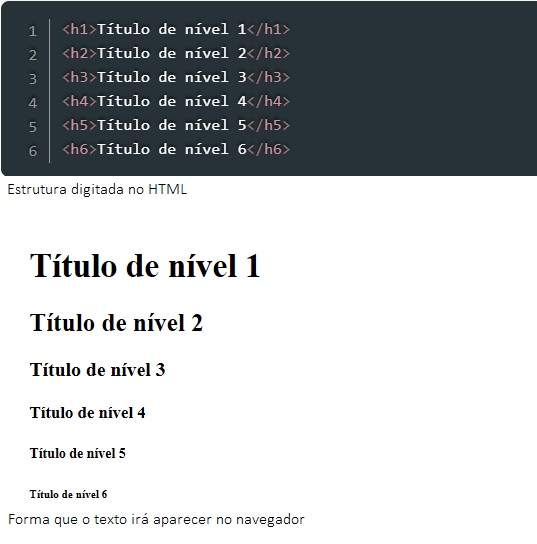 1 <h1>Título de nível 1</h1>
2 <h2>Título de nível 2</h2>
3 <h3>Título de nível 3</h3>
4 <h4>Título de nível 4</h4>
5 <h5>Título de nível 5</h5>
6 <h6>Título de nível 6</h6>
Estrutura digitada no HTML
Título de nível 1
Título de nível 2
Título de nível 3
Título de nível 4
Título de nível 5
Título de nível 6
Forma que o texto irá aparecer no navegador